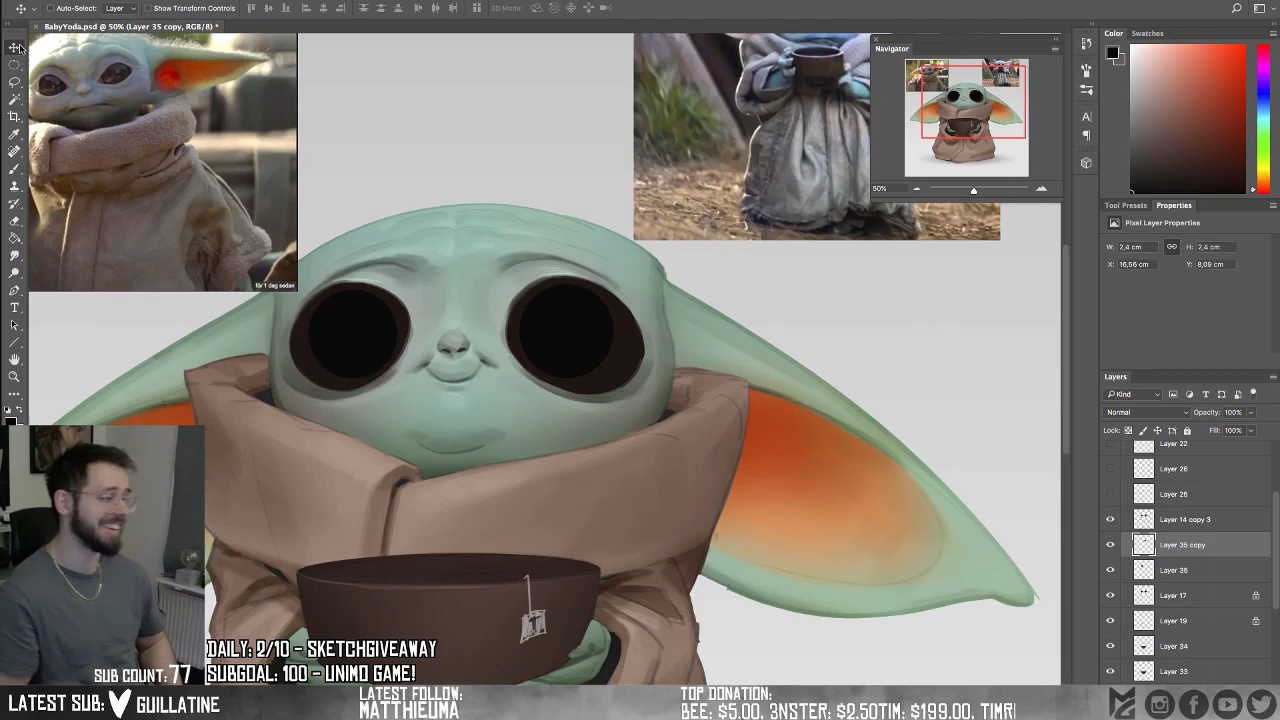 Auto-Select: Layer Show Transform Controls 3D Mode:
× BabyYoda.psd @ 50% (Layer 35 copy, RGB/8) *
Navigator
50%
för 1 dag sedan
Color Swatches
Tool Presets Properties
Pixel Layer Properties
W: 2,4 cm H: 2,4 cm
X: 16,56 cm Y: 8,09 cm
Layers
Kind
Normal Opacity: 100%
Lock: Fill: 100%
Layer 22
Layer 26
Layer 25
Layer 14 copy 3
Layer 35 copy
Layer 36
Layer 17
Layer 19
Layer 34
Layer 33
DAILY: 2/10 - SKETCHGIVEAWAY
SUB COUNT: 77
SUBGOAL: 100 - UNIMO GAME!
LATEST SUB: GUILLATINE
LATEST FOLLOW:
MATTHIEUMA
TOP DONATION:
BEE: $5.00, 3NSTER: $2.50TIM: $199.00, TIMR